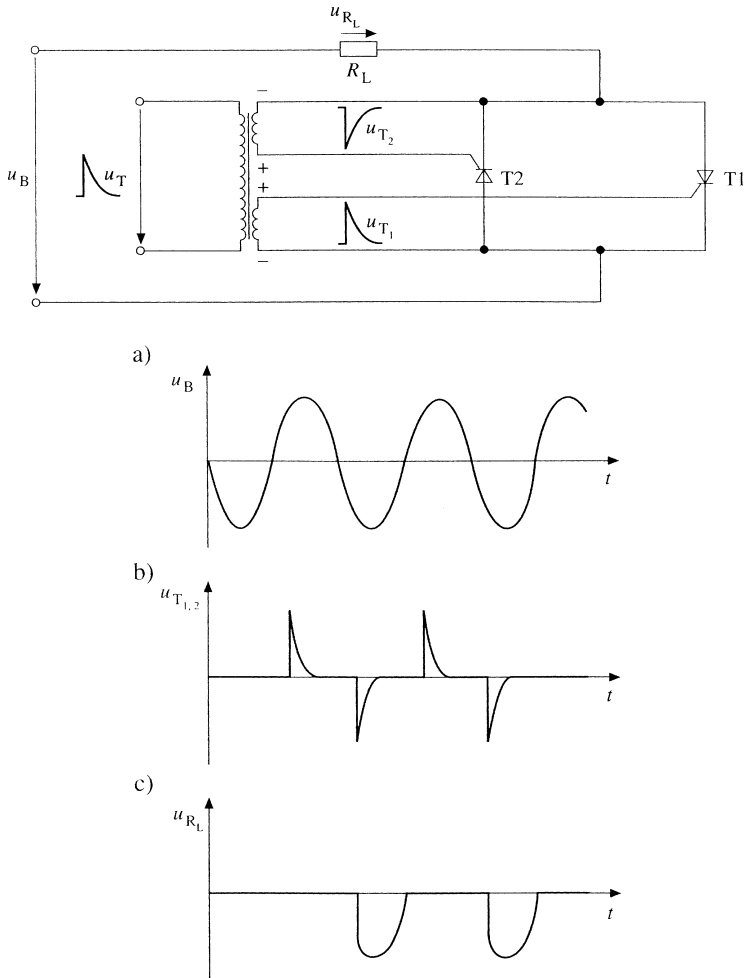 u_RL
R_L
−
u_T2
+
u_B
u_T
T2
T1
+
u_T1
−
a)
u_B
t
b)
u_T1,2
t
c)
u_RL
t